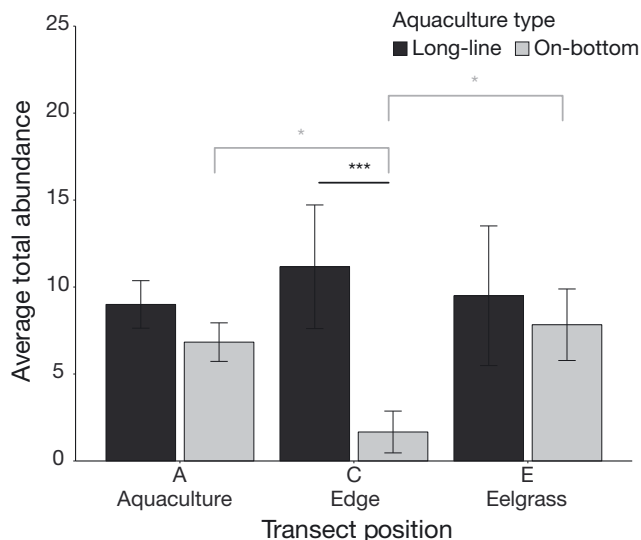 Aquaculture type
Long-line On-bottom
Average total abundance
25
20
15
10
5
0
*
*
***
A C E
Aquaculture Edge Eelgrass
Transect position